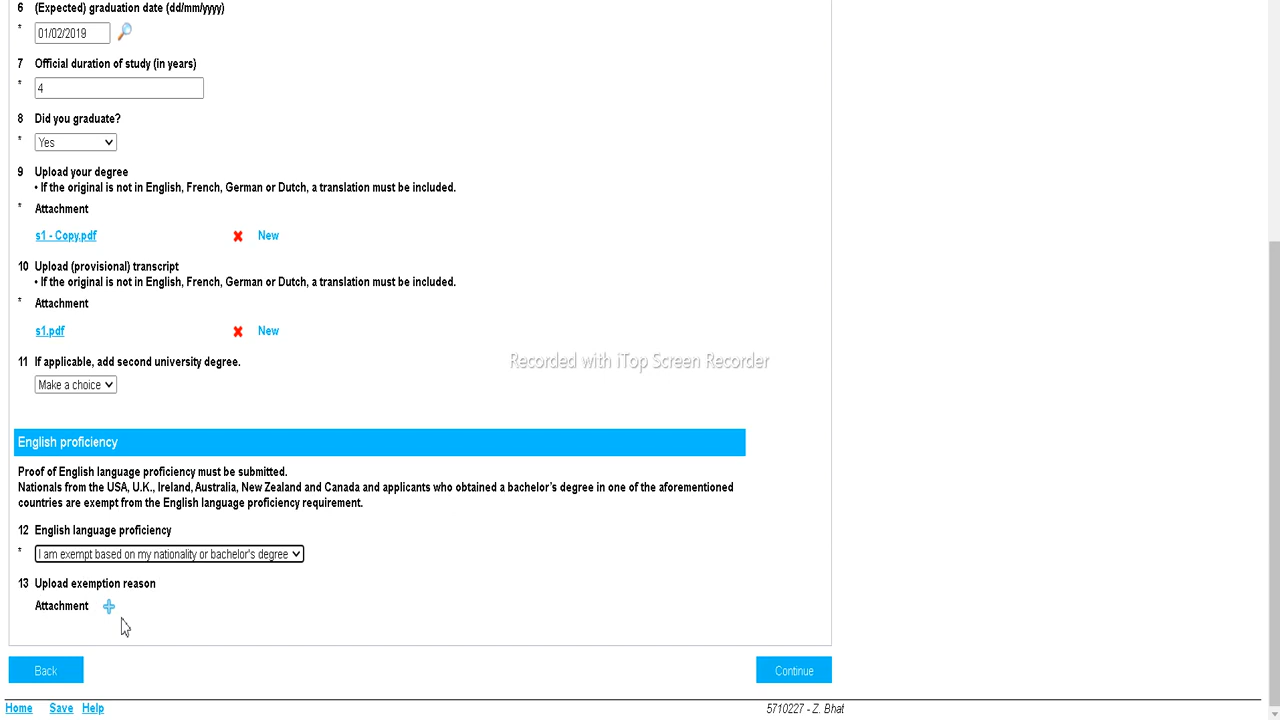 6 (Expected) graduation date (dd/mm/yyyy)
* 01/02/2019
7 Official duration of study (in years)
* 4
8 Did you graduate?
* Yes
9 Upload your degree
• If the original is not in English, French, German or Dutch, a translation must be included.
* Attachment
s1 - Copy.pdf New
10 Upload (provisional) transcript
• If the original is not in English, French, German or Dutch, a translation must be included.
* Attachment
s1.pdf New
Recorded with iTop Screen Recorder
11 If applicable, add second university degree.
Make a choice
English proficiency
Proof of English language proficiency must be submitted.
Nationals from the USA, U.K., Ireland, Australia, New Zealand and Canada and applicants who obtained a bachelor's degree in one of the aforementioned
countries are exempt from the English language proficiency requirement.
12 English language proficiency
* I am exempt based on my nationality or bachelor's degree
13 Upload exemption reason
Attachment
Back Continue
Home Save Help 5710227 - Z. Bhat